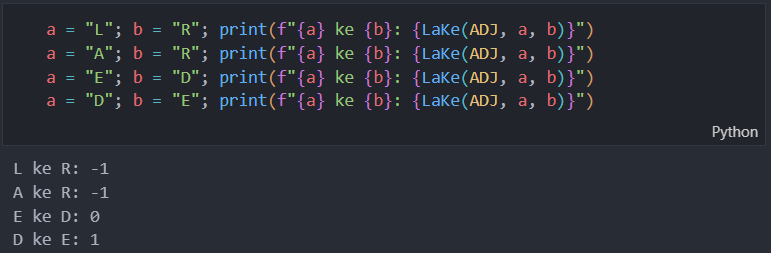 a = "L"; b = "R"; print(f"{a} ke {b}: {LaKe(ADJ, a, b)}")
a = "A"; b = "R"; print(f"{a} ke {b}: {LaKe(ADJ, a, b)}")
a = "E"; b = "D"; print(f"{a} ke {b}: {LaKe(ADJ, a, b)}")
a = "D"; b = "E"; print(f"{a} ke {b}: {LaKe(ADJ, a, b)}")
Python
L ke R: -1
A ke R: -1
E ke D: 0
D ke E: 1